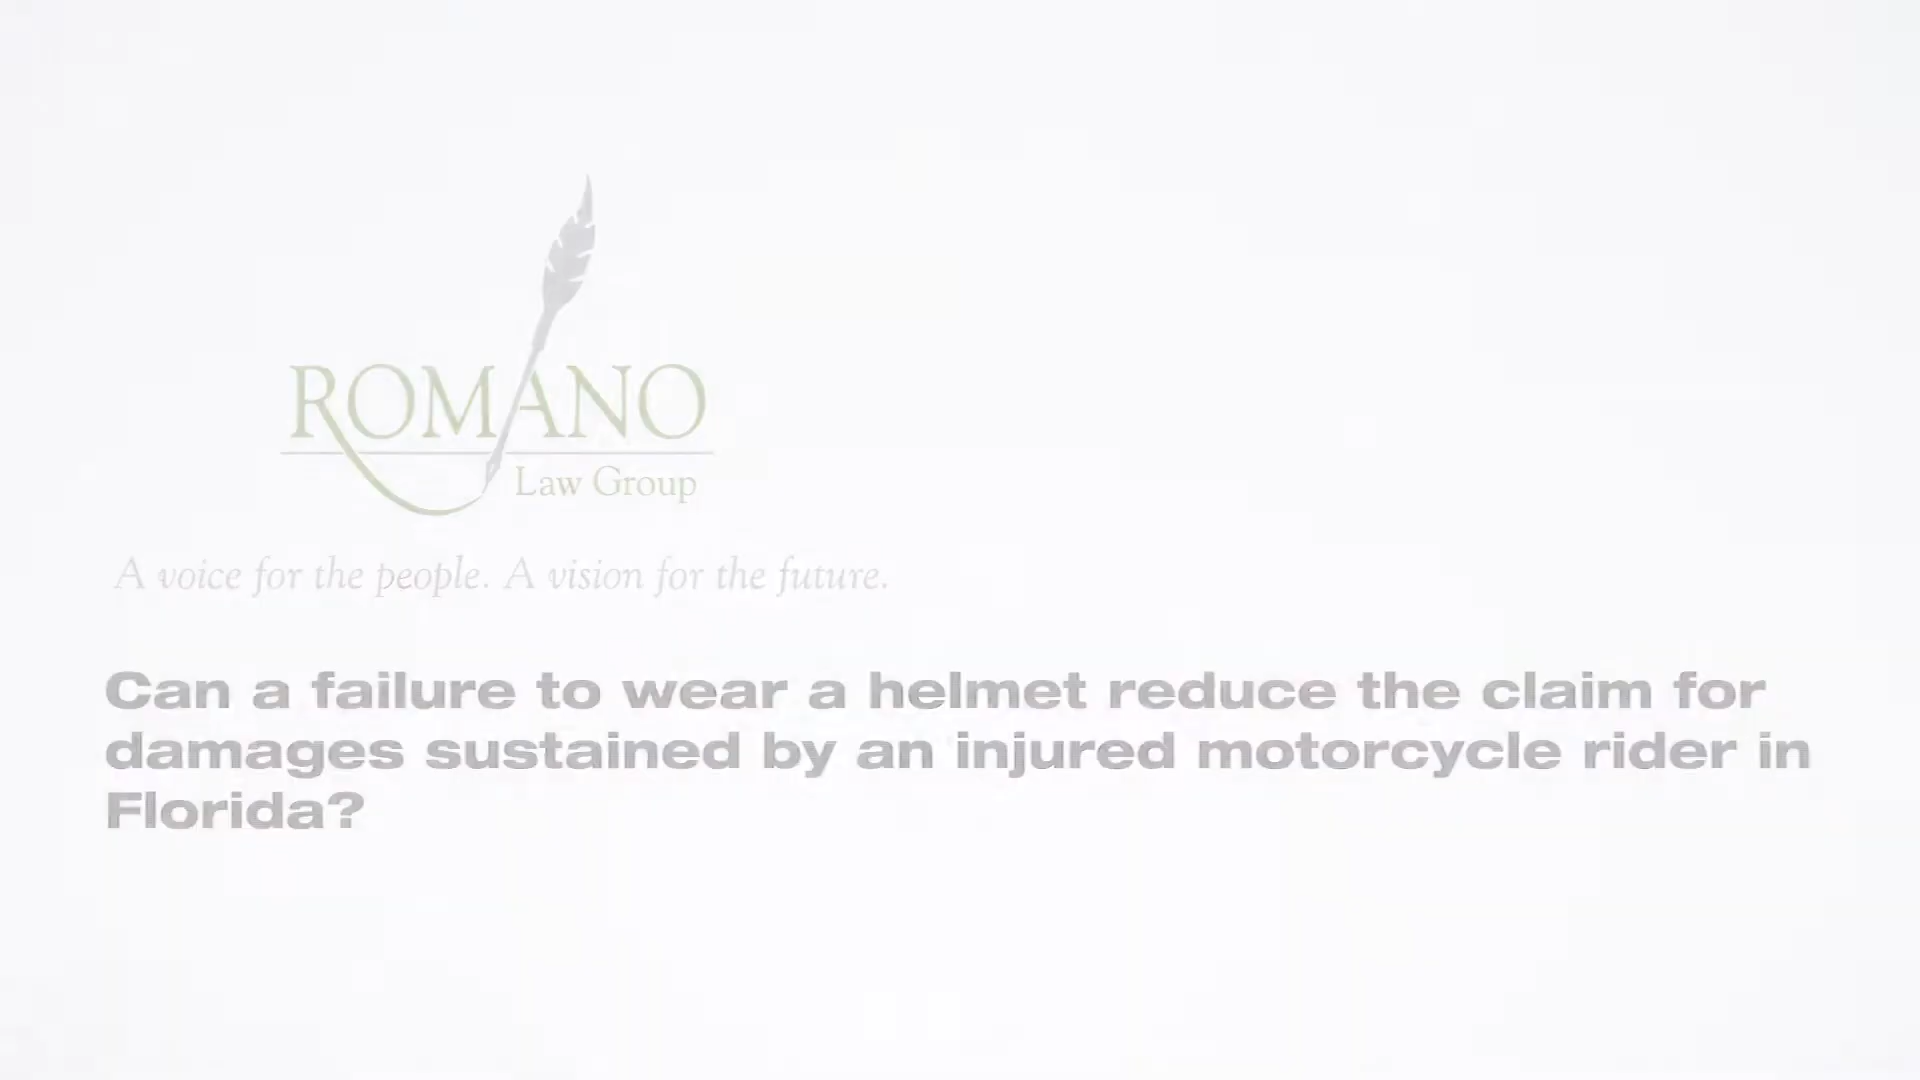 ROMANO
Law Group
A voice for the people. A vision for the future.
Can a failure to wear a helmet reduce the claim for
damages sustained by an injured motorcycle rider in
Florida?